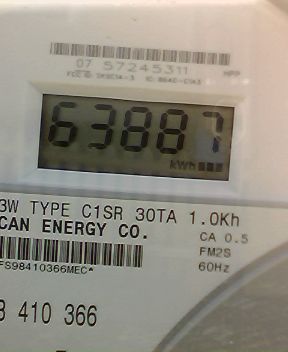 07 57245311
63887
kWh
3W TYPE C1SR 30TA 1.0Kh
CAN ENERGY CO.
CA 0.5
FM2S
60Hz
FS98410366MEC*
410 366